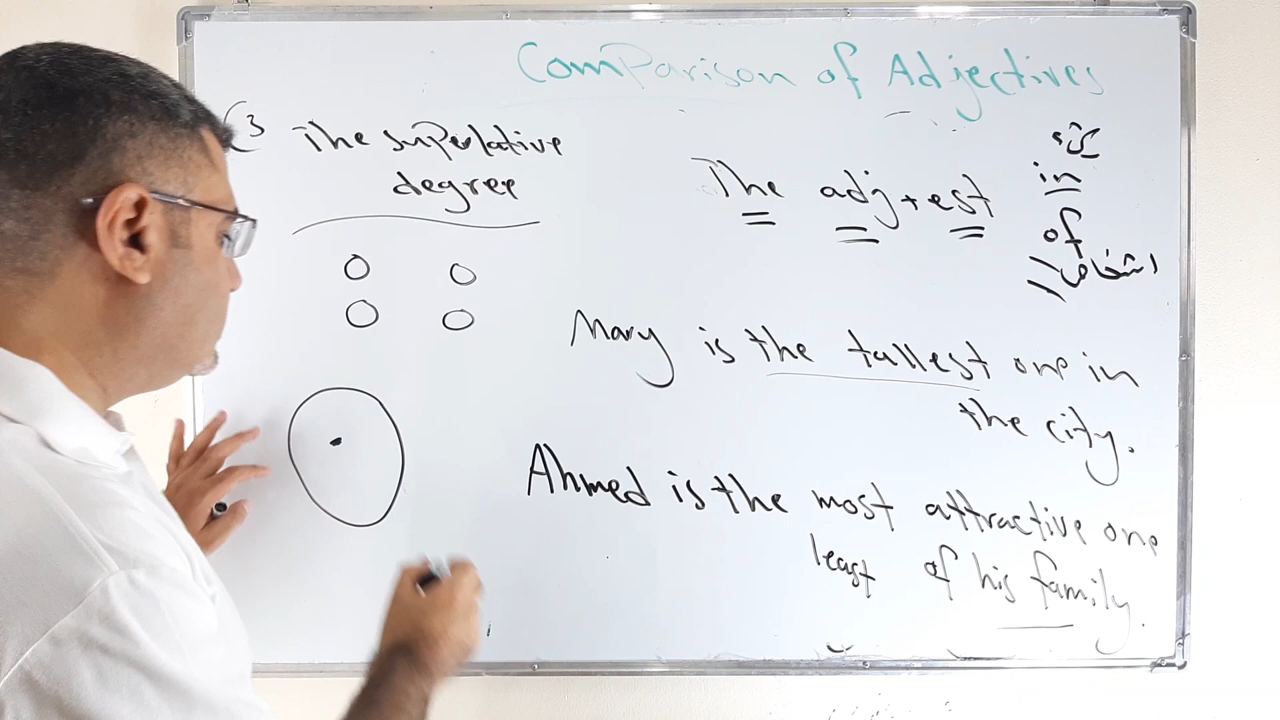 Comparison of Adjectives
(3 The superlative
degree
The adj + est
in
of
اشخاص
Mary is the tallest one in
the city.
Ahmed is the most attractive one
least of his family.